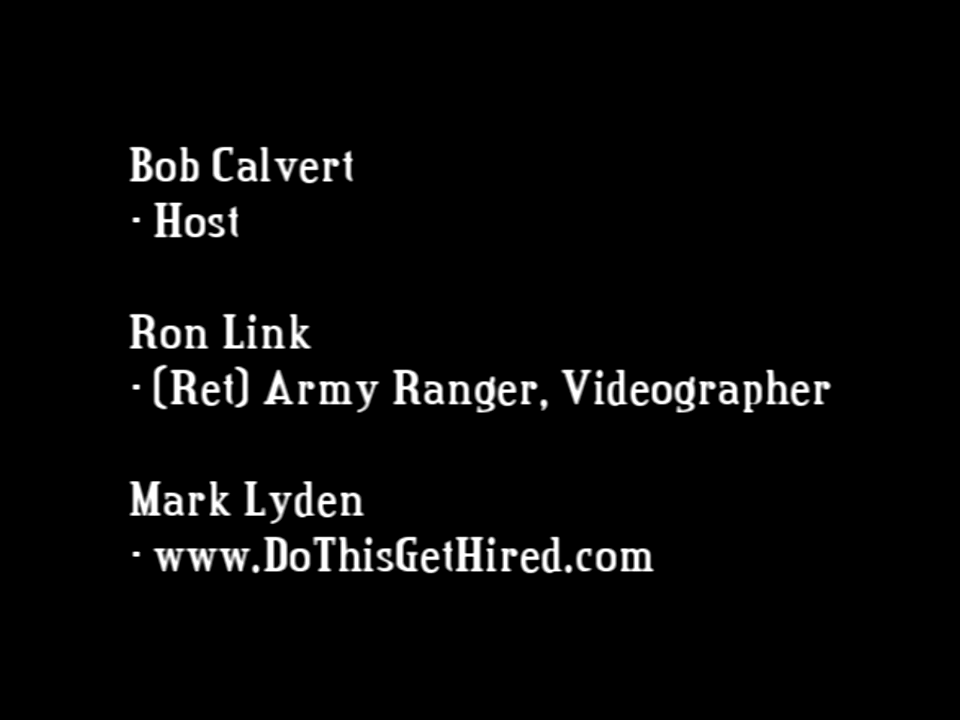 Bob Calvert
- Host
Ron Link
- (Ret) Army Ranger, Videographer
Mark Lyden
- www.DoThisGetHired.com